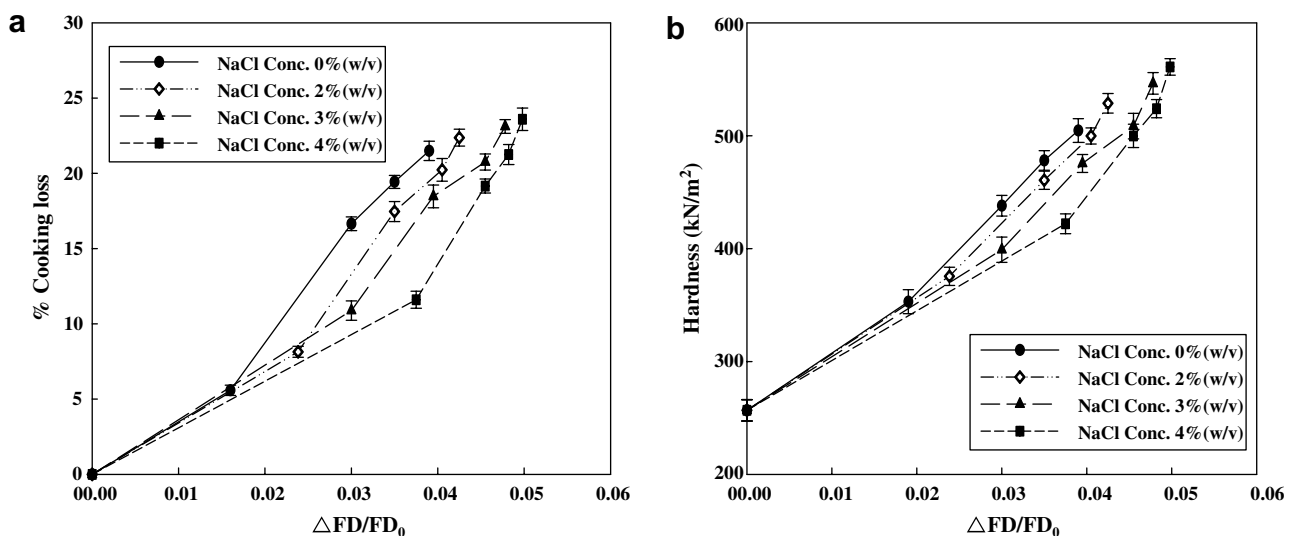 a
30
25
20
15
10
5
0
% Cooking loss
NaCl Conc. 0%(w/v)
NaCl Conc. 2%(w/v)
NaCl Conc. 3%(w/v)
NaCl Conc. 4%(w/v)
00.00 0.01 0.02 0.03 0.04 0.05 0.06
△FD/FD₀
b
600
500
400
300
200
Hardness (kN/m²)
NaCl Conc. 0%(w/v)
NaCl Conc. 2%(w/v)
NaCl Conc. 3%(w/v)
NaCl Conc. 4%(w/v)
00.00 0.01 0.02 0.03 0.04 0.05 0.06
△FD/FD₀